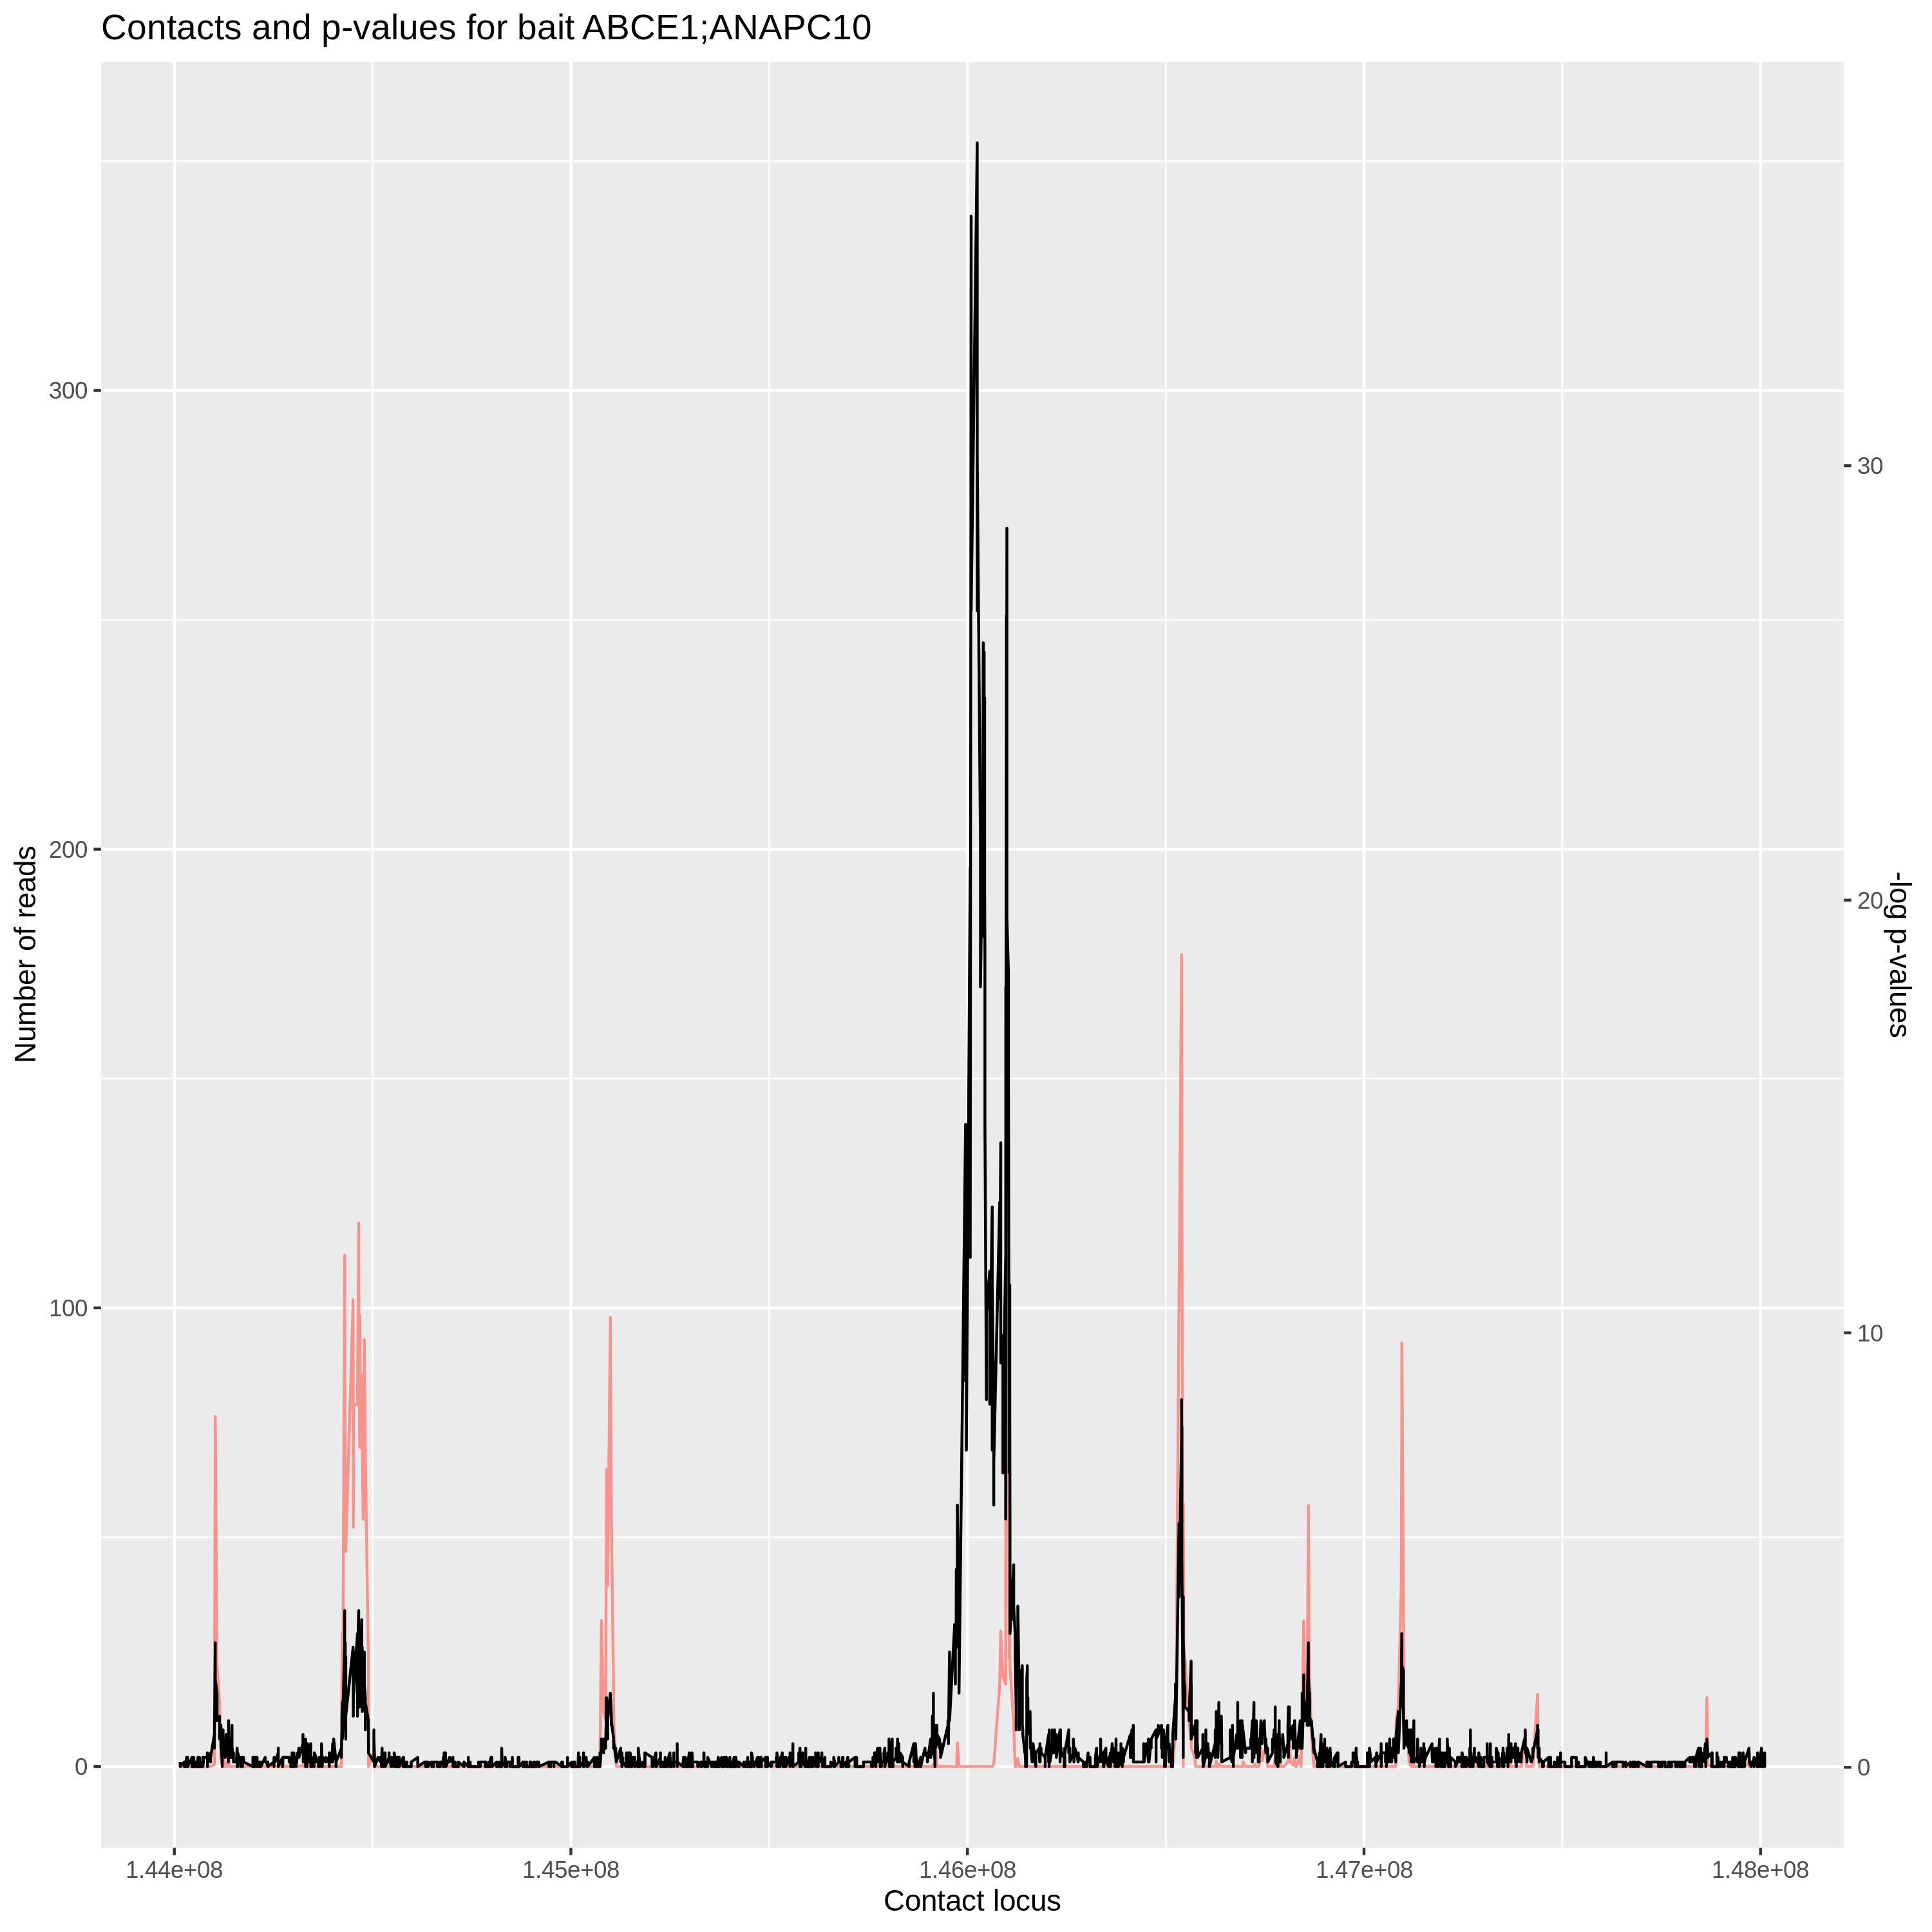 Contacts and p-values for bait ABCE1;ANAPC10
Number of reads
300
200
100
0
30
20
10
0
-log p-values
1.44e+08 1.45e+08 1.46e+08 1.47e+08 1.48e+08
Contact locus